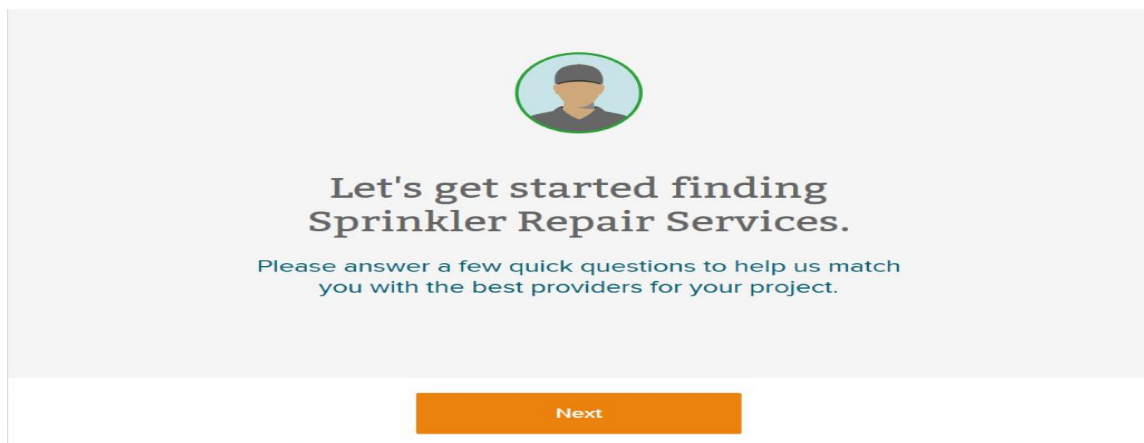 Let's get started finding
Sprinkler Repair Services.
Please answer a few quick questions to help us match
you with the best providers for your project.
Next